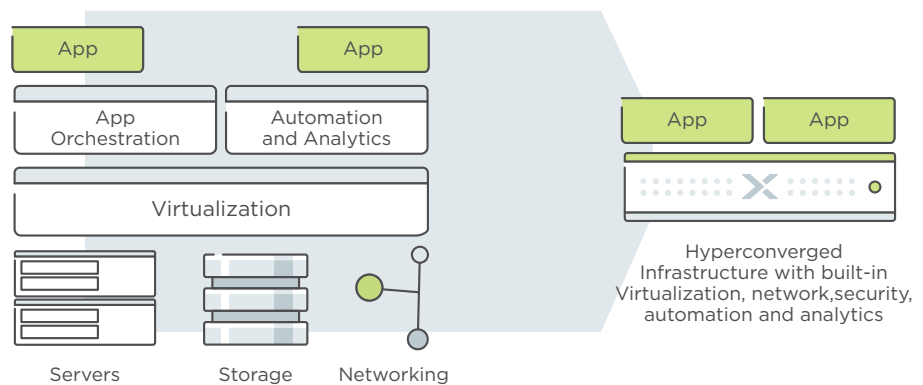 App
App
App
Orchestration
Automation
and Analytics
Virtualization
Servers
Storage
Networking
App
App
Hyperconverged
Infrastructure with built-in
Virtualization, network,security,
automation and analytics